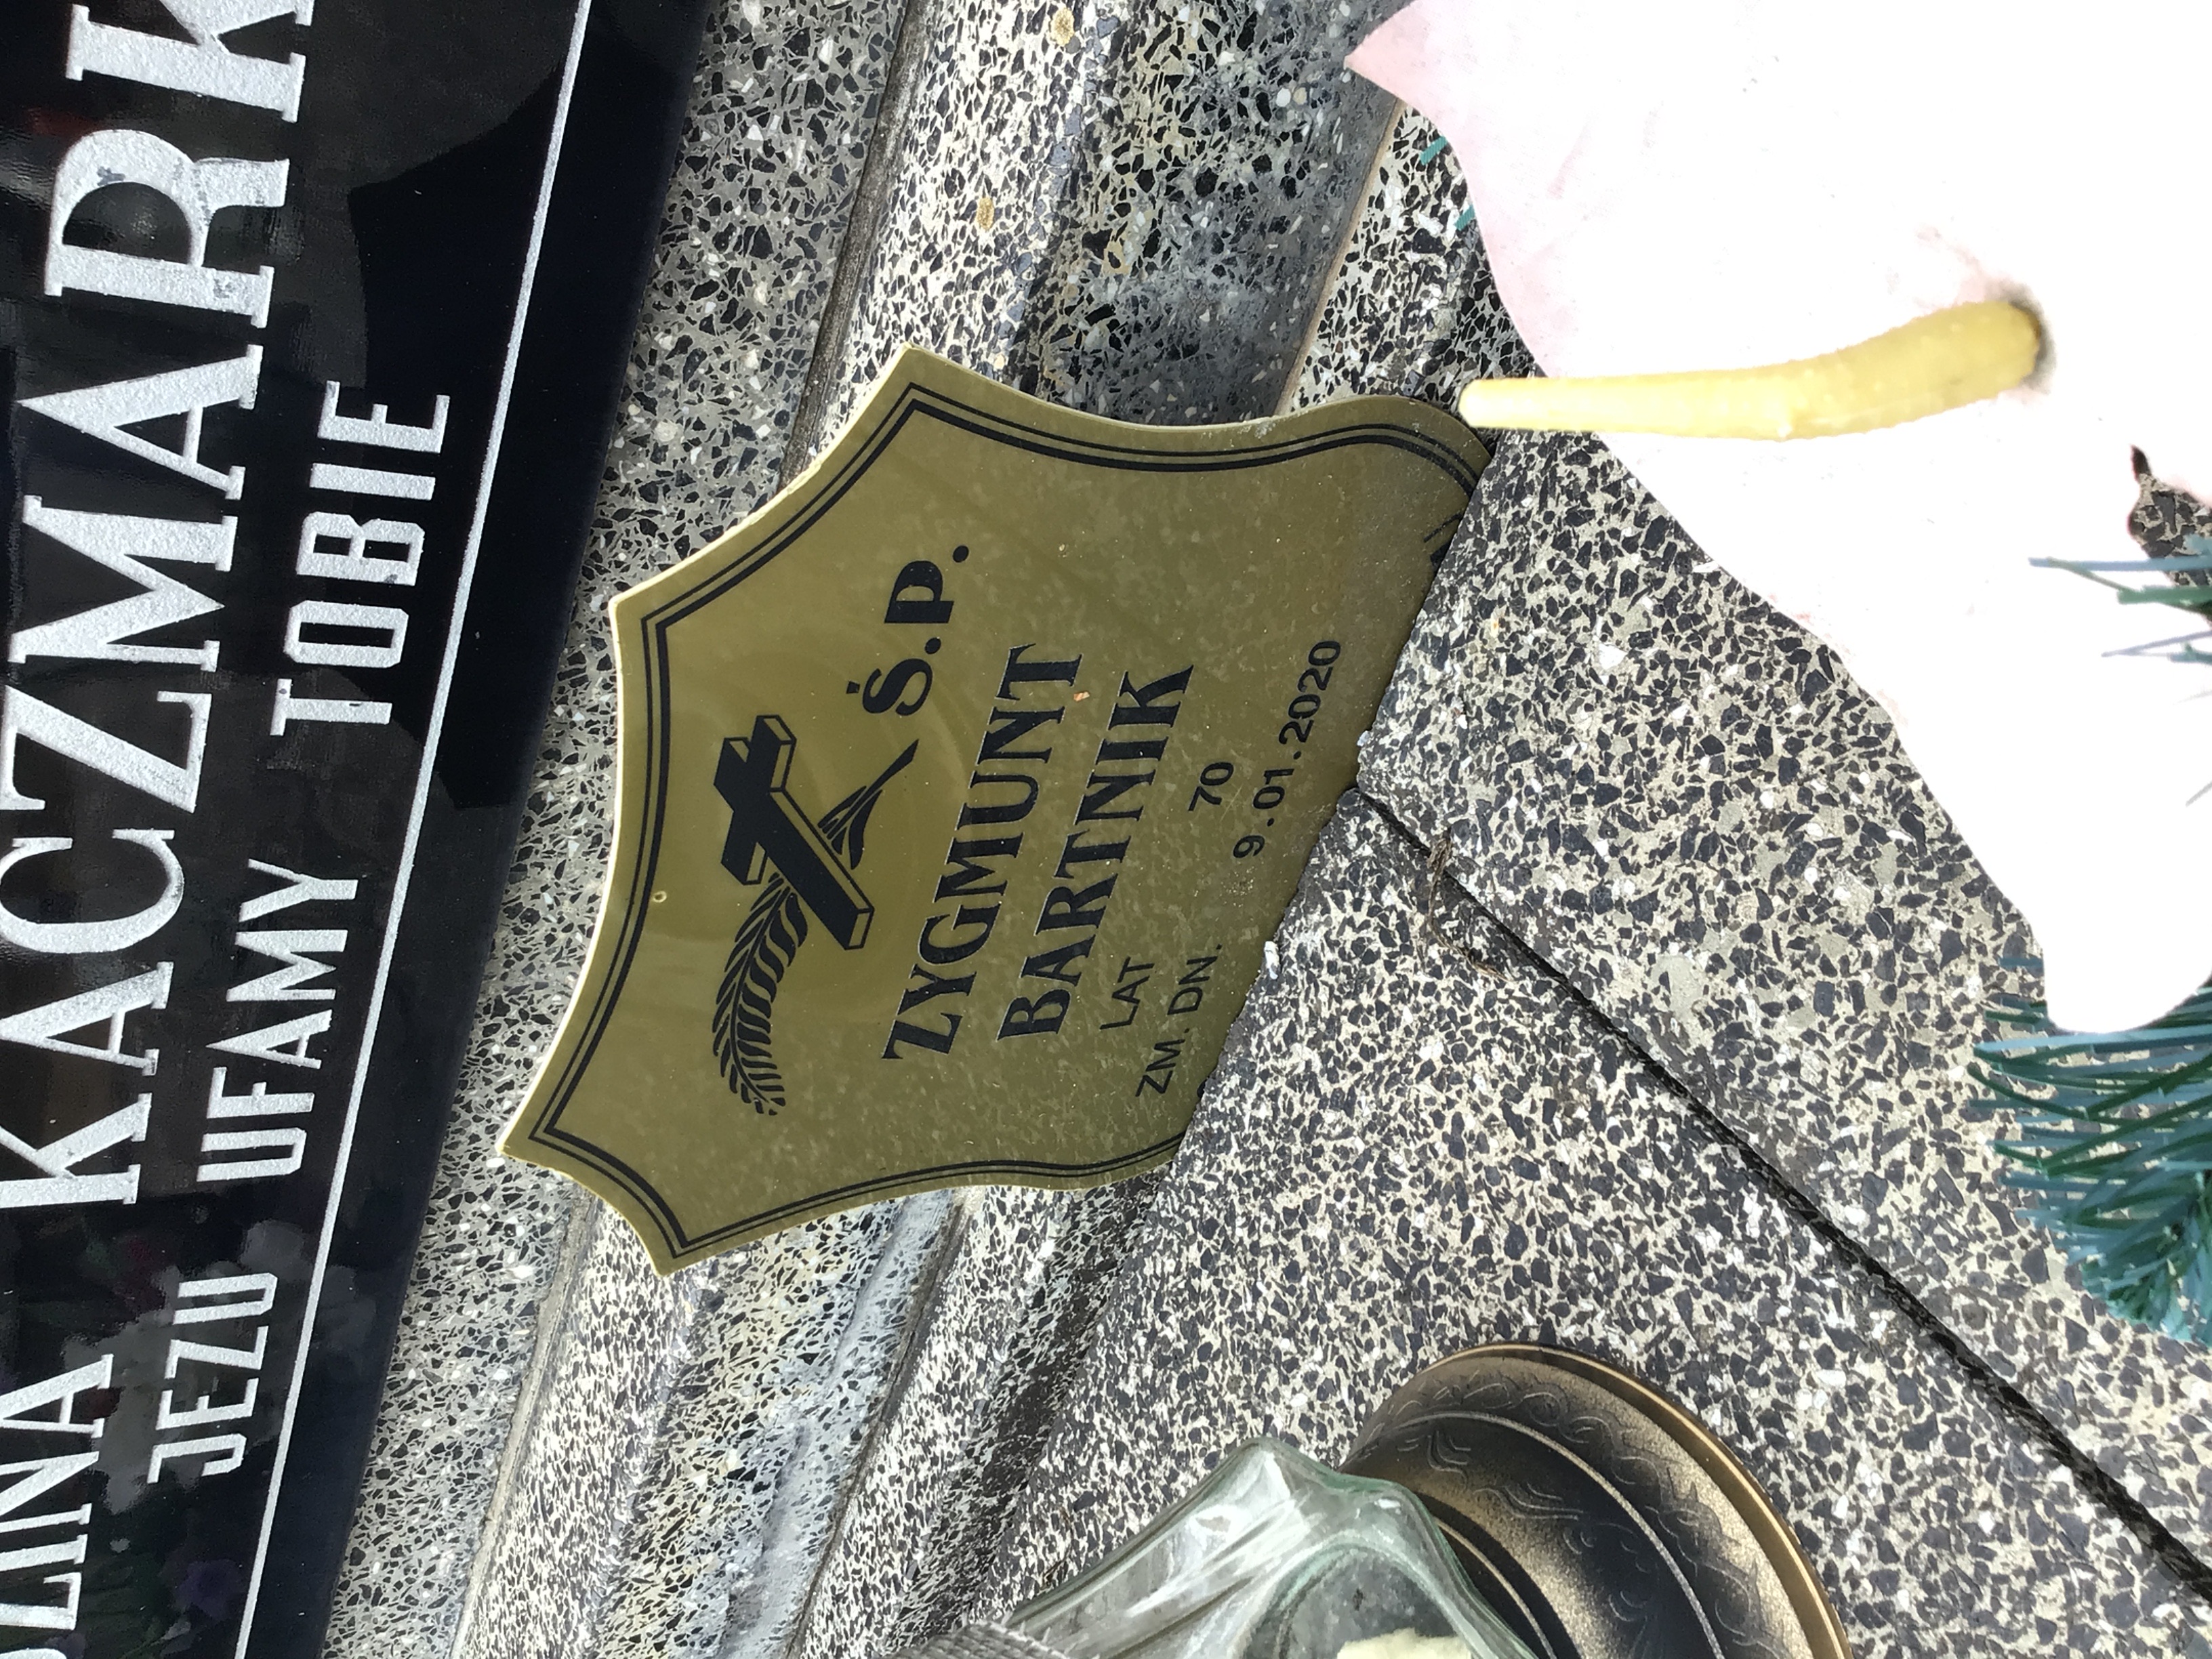 KACZMAR
JEZU UFAMY TOBIE
Ś.P.
ZYGMUNT
BARTNIK
LAT 70
ZM. DN. 9.01.2020